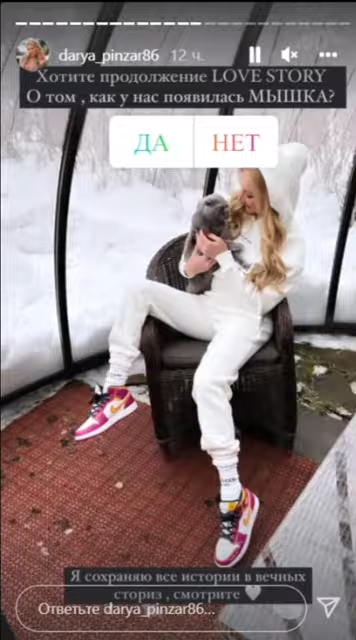 darya_pinzar86 12 ч.
Хотите продолжение LOVE STORY
О том , как у нас появилась МЫШКА?
ДА НЕТ
Я сохраняю все истории в вечных
сториз , смотрите
Ответьте darya_pinzar86...